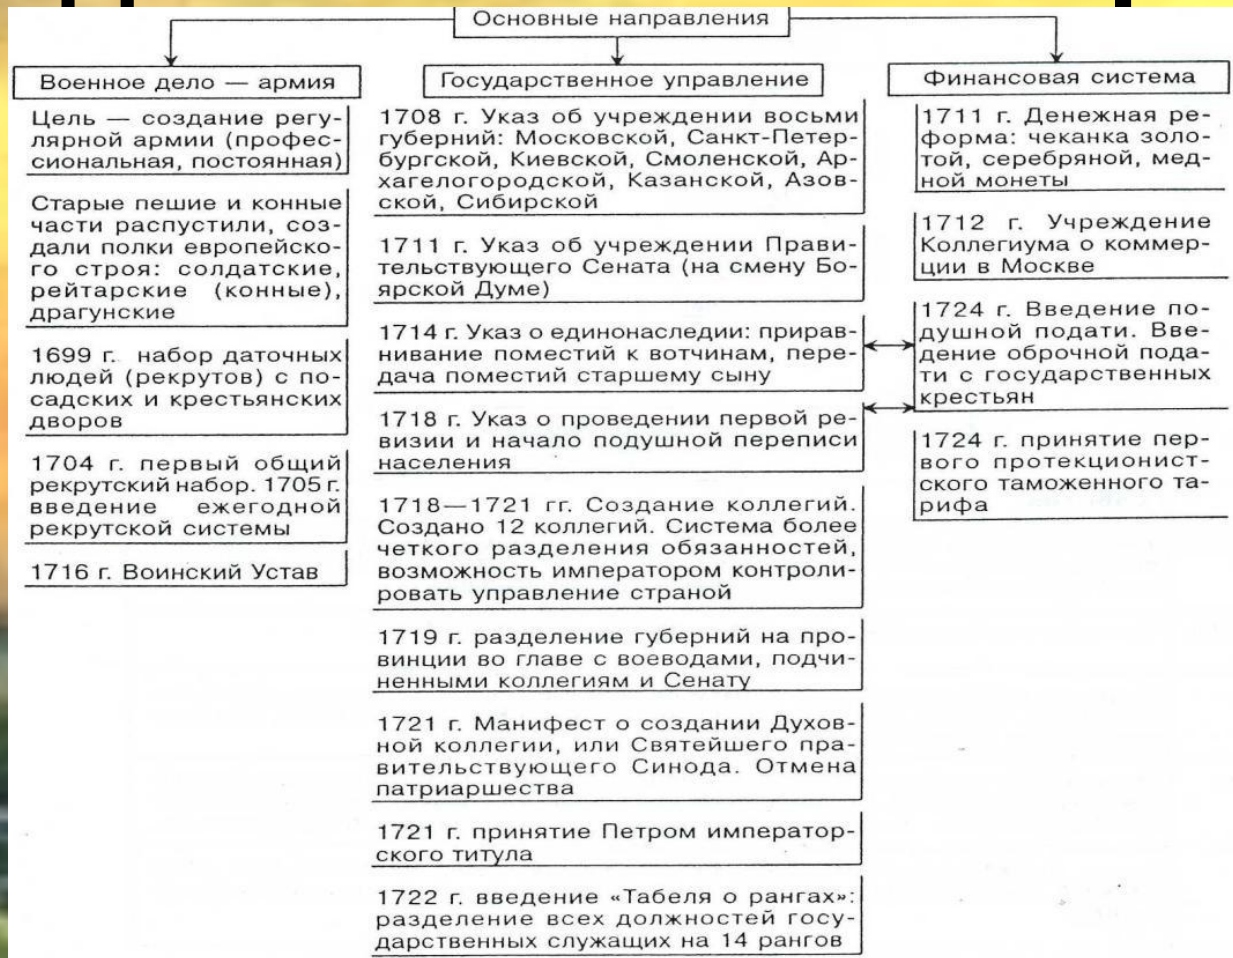 Основные направления
Военное дело — армия
Цель — создание регу-
лярной армии (профес-
сиональная, постоянная)
Старые пешие и конные
части распустили, соз-
дали полки европейско-
го строя: солдатские,
рейтарские (конные),
драгунские
1699 г. набор даточных
людей (рекрутов) с по-
садских и крестьянских
дворов
1704 г. первый общий
рекрутский набор. 1705 г.
введение ежегодной
рекрутской системы
1716 г. Воинский Устав
Государственное управление
1708 г. Указ об учреждении восьми
губерний: Московской, Санкт-Петер-
бургской, Киевской, Смоленской, Ар-
хагелогородской, Казанской, Азов-
ской, Сибирской
1711 г. Указ об учреждении Прави-
тельствующего Сената (на смену Бо-
ярской Думе)
1714 г. Указ о единонаследии: прирав-
нивание поместий к вотчинам, пере-
дача поместий старшему сыну
1718 г. Указ о проведении первой ре-
визии и начало подушной переписи
населения
1718—1721 гг. Создание коллегий.
Создано 12 коллегий. Система более
четкого разделения обязанностей,
возможность императором контроли-
ровать управление страной
1719 г. разделение губерний на про-
винции во главе с воеводами, подчи-
ненными коллегиям и Сенату
1721 г. Манифест о создании Духов-
ной коллегии, или Святейшего пра-
вительствующего Синода. Отмена
патриаршества
1721 г. принятие Петром император-
ского титула
1722 г. введение «Табеля о рангах»:
разделение всех должностей госу-
дарственных служащих на 14 рангов
Финансовая система
1711 г. Денежная ре-
форма: чеканка золо-
той, серебряной, мед-
ной монеты
1712 г. Учреждение
Коллегиума о коммер-
ции в Москве
1724 г. Введение по-
душной подати. Вве-
дение оброчной пода-
ти с государственных
крестьян
1724 г. принятие пер-
вого протекционист-
ского таможенного та-
рифа